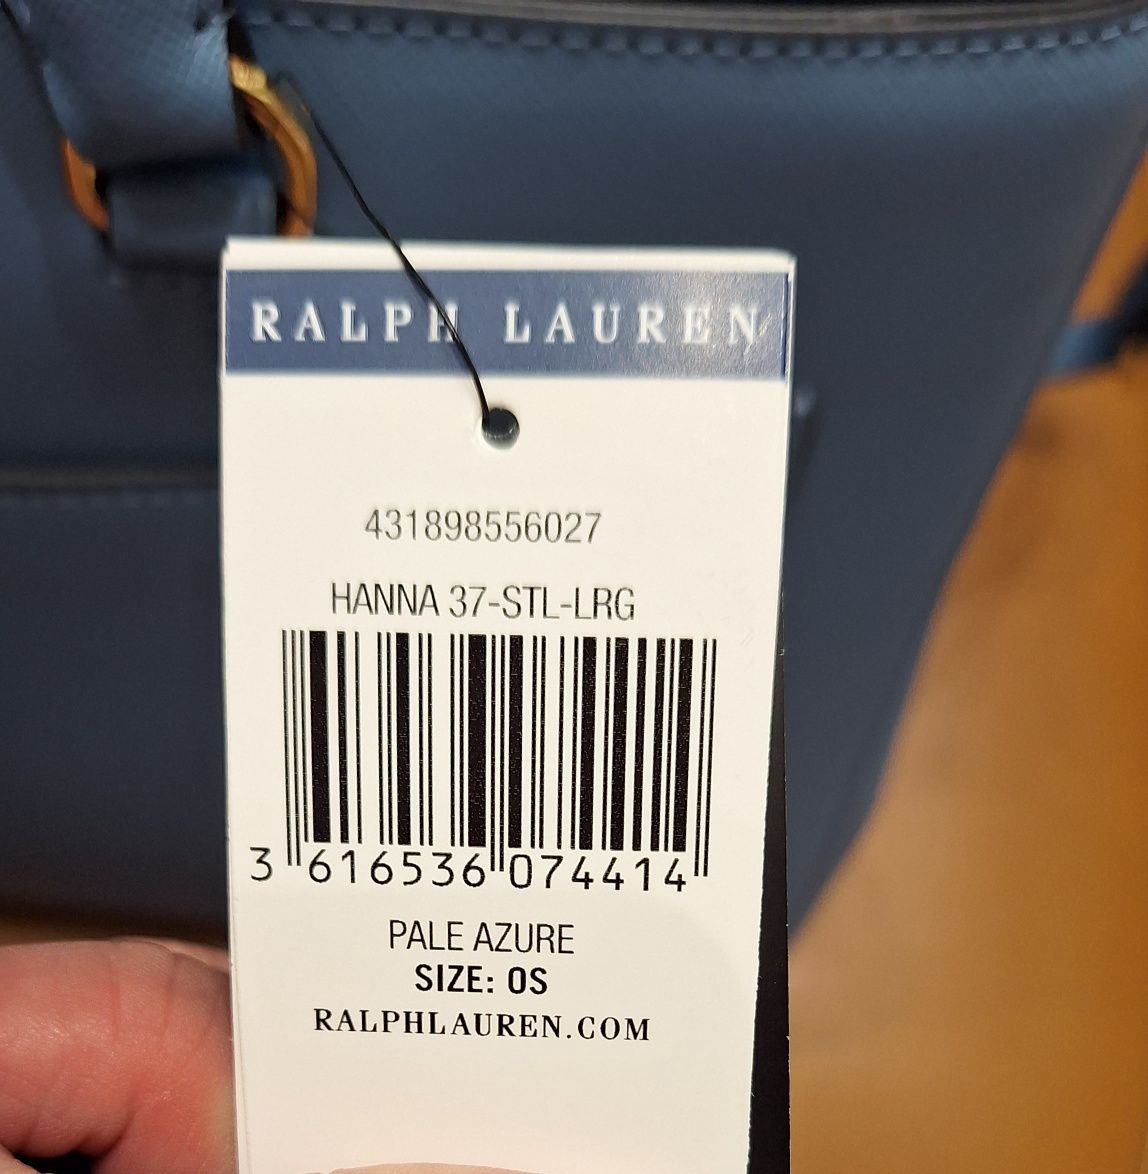 RALPH LAUREN
431898556027
HANNA 37-STL-LRG
3 616536 074414
PALE AZURE
SIZE: OS
RALPHLAUREN.COM